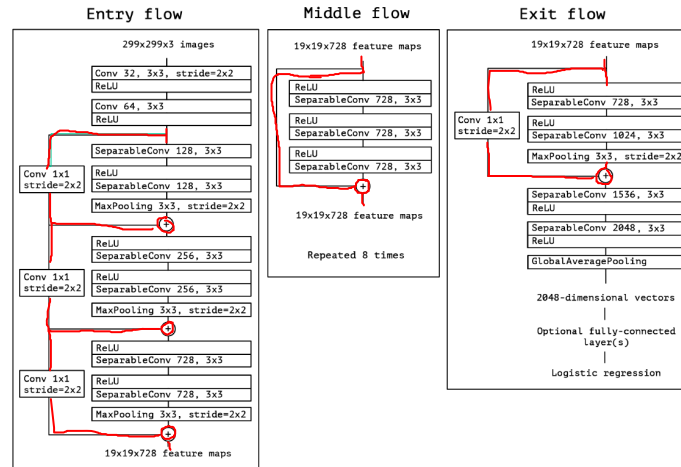 Entry flow
299x299x3 images
Conv 32, 3x3, stride=2x2
ReLU
Conv 64, 3x3
ReLU
SeparableConv 128, 3x3
Conv 1x1
stride=2x2
ReLU
SeparableConv 128, 3x3
MaxPooling 3x3, stride=2x2
+
ReLU
SeparableConv 256, 3x3
Conv 1x1
stride=2x2
ReLU
SeparableConv 256, 3x3
MaxPooling 3x3, stride=2x2
+
ReLU
SeparableConv 728, 3x3
Conv 1x1
stride=2x2
ReLU
SeparableConv 728, 3x3
MaxPooling 3x3, stride=2x2
+
19x19x728 feature maps
Middle flow
19x19x728 feature maps
ReLU
SeparableConv 728, 3x3
ReLU
SeparableConv 728, 3x3
ReLU
SeparableConv 728, 3x3
+
19x19x728 feature maps
Repeated 8 times
Exit flow
19x19x728 feature maps
ReLU
SeparableConv 728, 3x3
Conv 1x1
stride=2x2
ReLU
SeparableConv 1024, 3x3
MaxPooling 3x3, stride=2x2
+
SeparableConv 1536, 3x3
ReLU
SeparableConv 2048, 3x3
ReLU
GlobalAveragePooling
2048-dimensional vectors
Optional fully-connected
layer(s)
Logistic regression